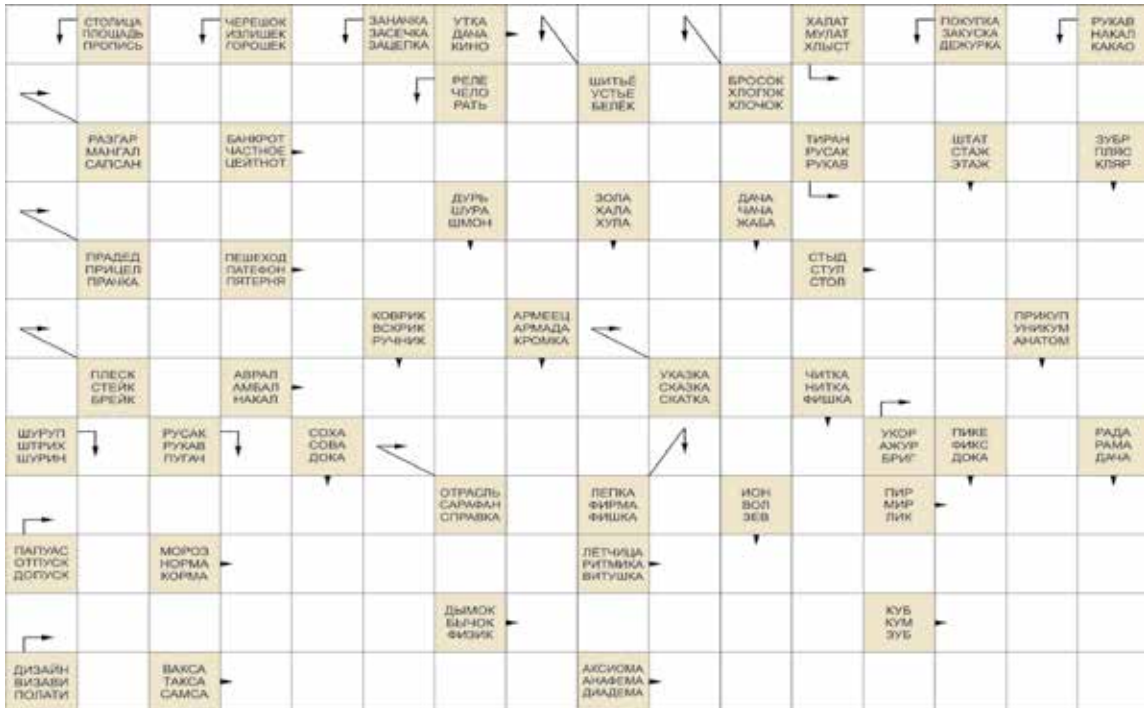 СТОЛИЦА
ПЛОЩАДЬ
ПРОПИСЬ
ЧЕРЕШОК
ИЗЛИШЕК
ГОРОШЕК
ЗАНАЧКА
ЗАСЕЧКА
ЗАЦЕПКА
УТКА
ДАЧА
КИНО
ХАЛАТ
МУЛАТ
ХЛЫСТ
ПОКУПКА
ЗАКУСКА
ДЕЖУРКА
РУКАВ
НАКАЛ
КАКАО
РЕЛЕ
ЧЕЛО
РАТЬ
ШИТЬЁ
УСТЬЕ
БЕЛЁК
БРОСОК
ХЛОПОК
КЛОЧОК
РАЗГАР
МАНГАЛ
САПСАН
БАНКРОТ
ЧАСТНОЕ
ЦЕЙТНОТ
ТИРАН
РУСАК
РУКАВ
ШТАТ
СТАЖ
ЭТАЖ
ЗУБР
ПЛЯС
КЛЯР
ДУРЬ
ШУРА
ШМОН
ЗОЛА
ХАЛА
ХУЛА
ДАЧА
ЧАЧА
ЖАБА
ПРАДЕД
ПРИЦЕЛ
ПРАЧКА
ПЕШЕХОД
ПАТЕФОН
ПЯТЕРНЯ
СТЫД
СТУЛ
СТОЛ
КОВРИК
ВСКРИК
РУЧНИК
АРМЕЕЦ
АРМАДА
КРОМКА
ПРИКУП
УНИКУМ
АНАТОМ
ПЛЕСК
СТЕЙК
БРЕЙК
АВРАЛ
АМБАЛ
НАКАЛ
УКАЗКА
СКАЗКА
СКАТКА
ЧИТКА
НИТКА
ФИШКА
ШУРУП
ШТРИХ
ШУРИН
РУСАК
РУКАВ
ПУГАЧ
СОХА
СОВА
ДОКА
УКОР
АЖУР
БРИГ
ПИКЕ
ФИКС
ДОКА
РАДА
РАМА
ДАЧА
ОТРАСЛЬ
САРАФАН
СПРАВКА
ЛЕПКА
ФИРМА
ФИШКА
ИОН
ВОЛ
ЗЕВ
ПИР
МИР
ЛИК
ПАПУАС
ОТПУСК
ДОПУСК
МОРОЗ
НОРМА
КОРМА
ЛЁТЧИЦА
РИТМИКА
ВИТУШКА
ДЫМОК
БЫЧОК
ФИЗИК
КУБ
КУМ
ЗУБ
ДИЗАЙН
ВИЗАВИ
ПОЛАТИ
ВАКСА
ТАКСА
САМСА
АКСИОМА
АНАФЕМА
ДИАДЕМА